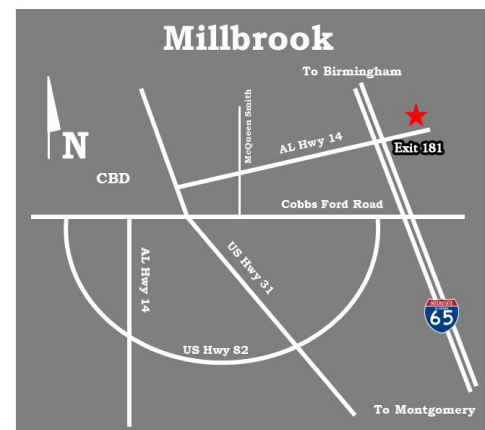 Millbrook
To Birmingham
McQueen Smith
AL Hwy 14
Exit 181
N
CBD
Cobbs Ford Road
AL Hwy 14
US Hwy 31
INTERSTATE
65
US Hwy 82
To Montgomery